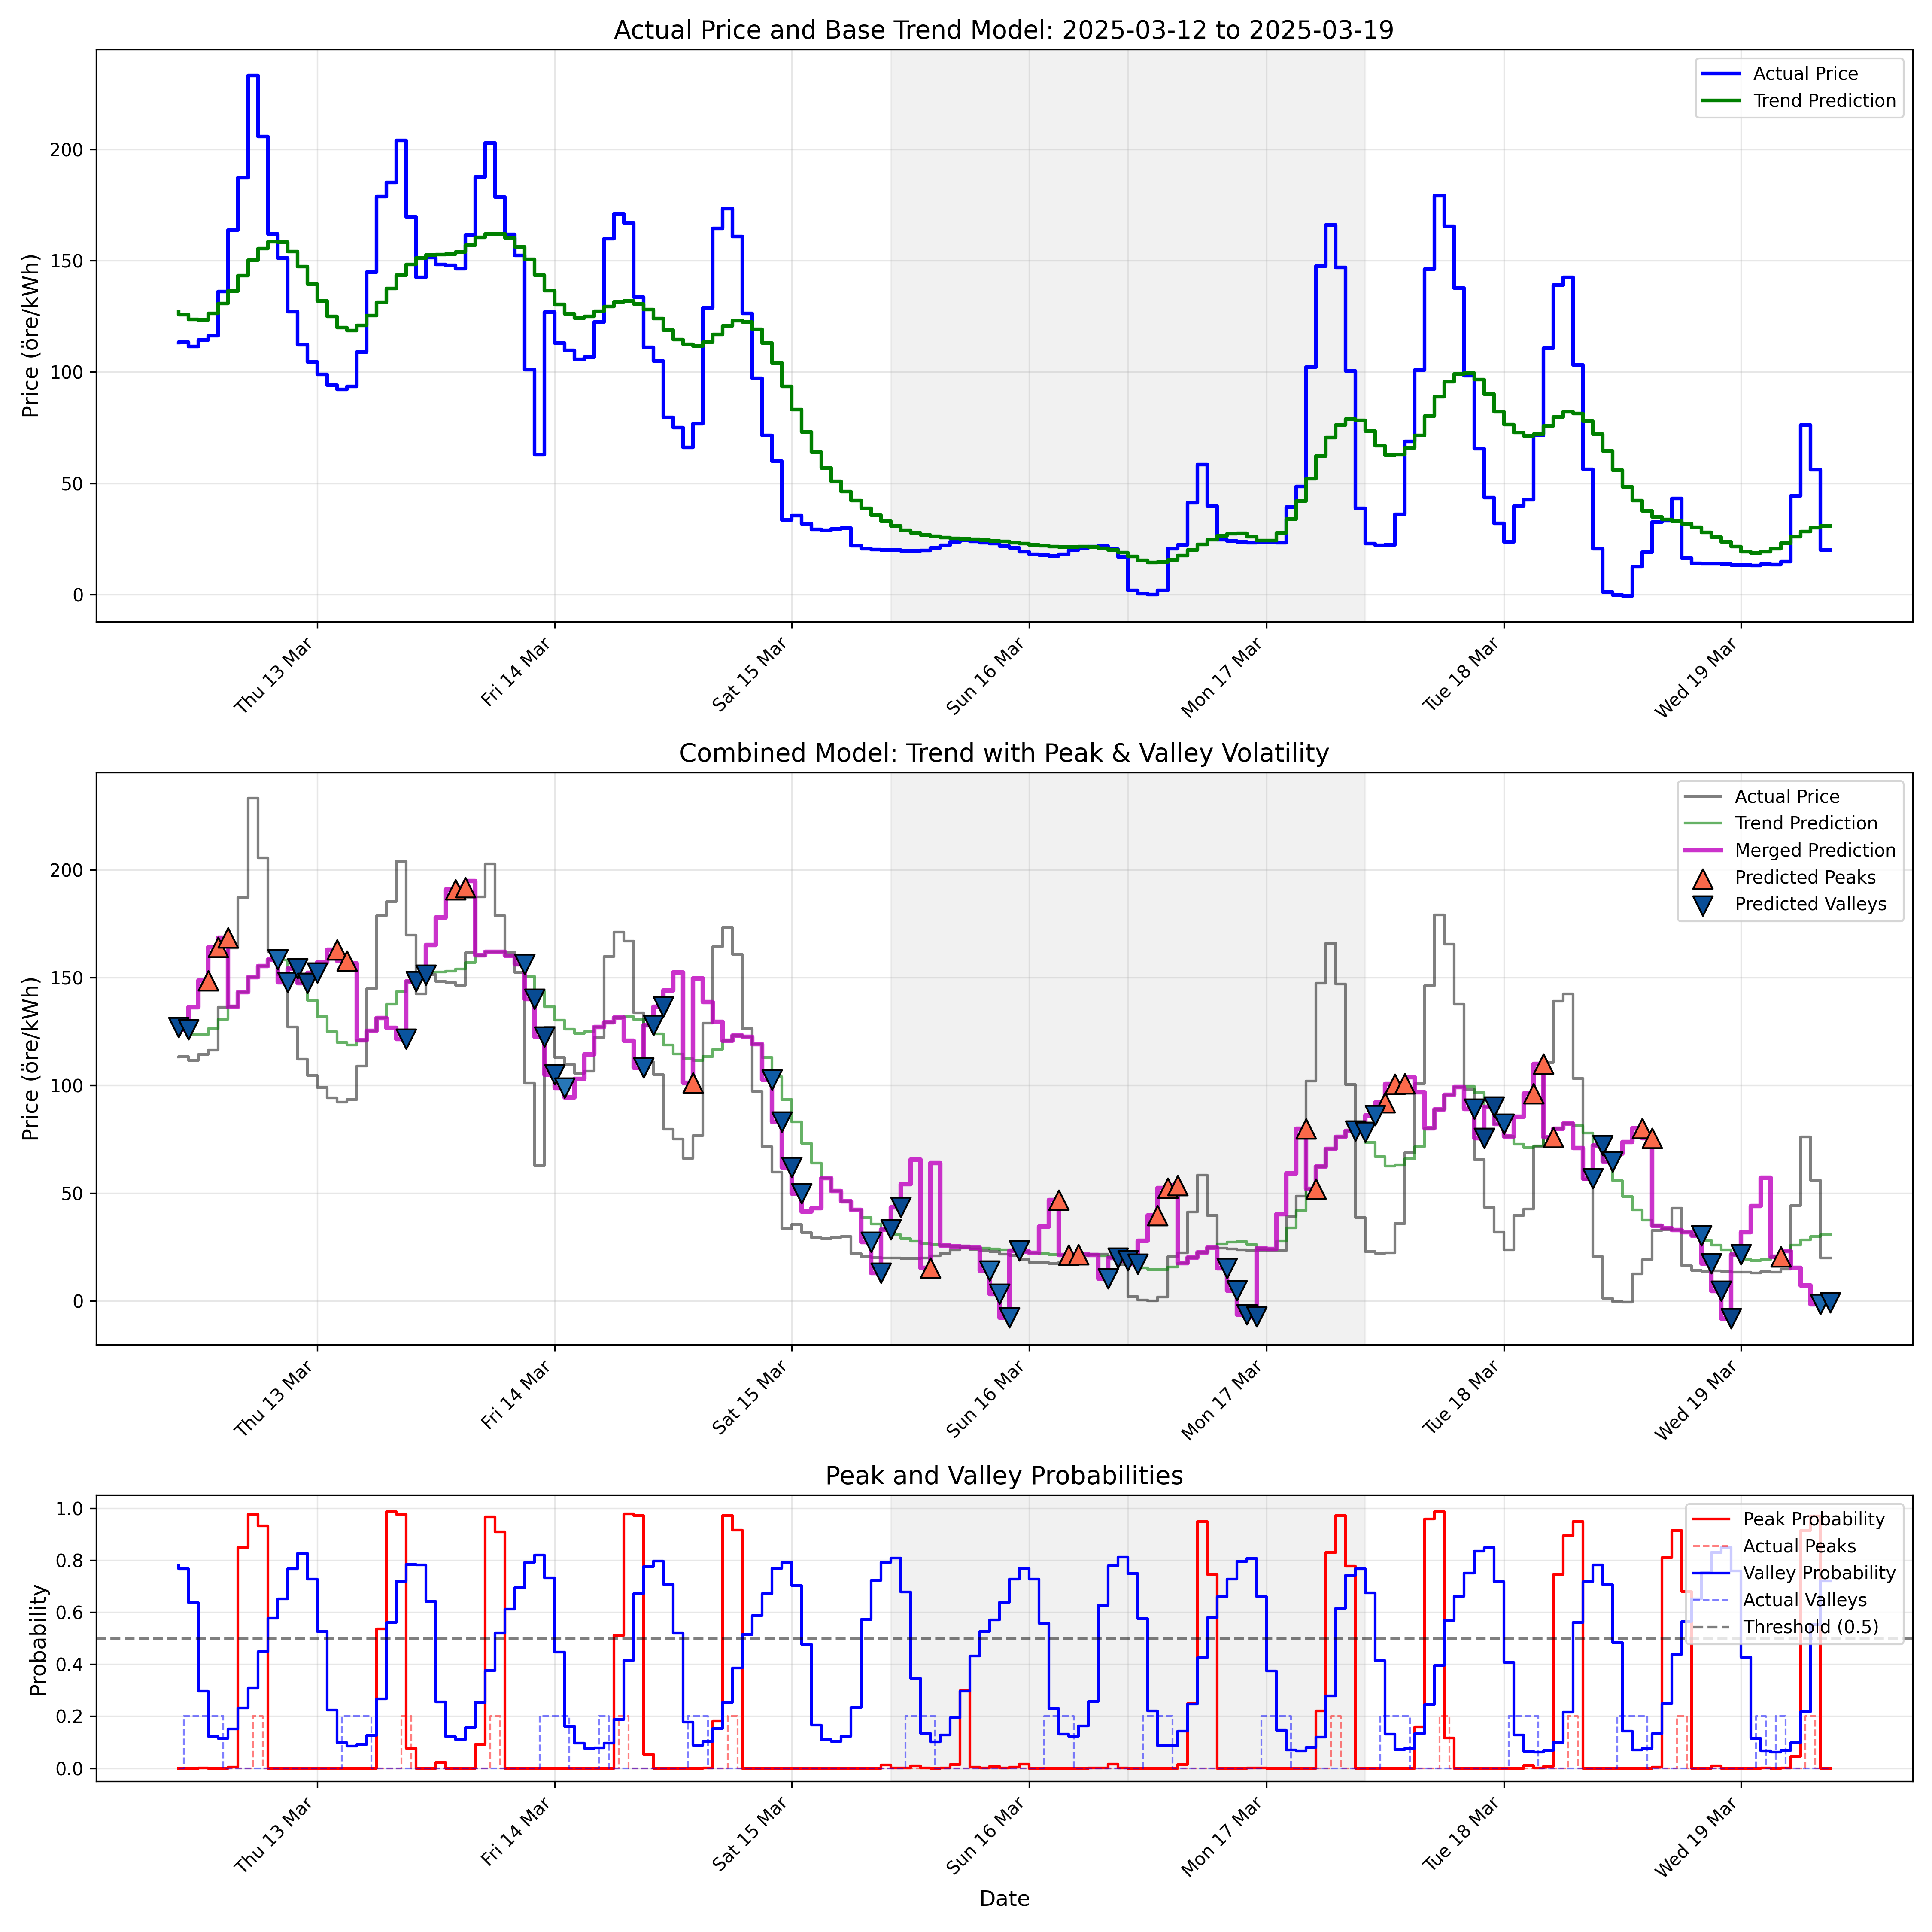 Actual Price and Base Trend Model: 2025-03-12 to 2025-03-19
Price (öre/kWh)
200
150
100
50
0
Actual Price
Trend Prediction
Thu 13 Mar
Fri 14 Mar
Sat 15 Mar
Sun 16 Mar
Mon 17 Mar
Tue 18 Mar
Wed 19 Mar
Combined Model: Trend with Peak & Valley Volatility
Price (öre/kWh)
200
150
100
50
0
Actual Price
Trend Prediction
Merged Prediction
Predicted Peaks
Predicted Valleys
Thu 13 Mar
Fri 14 Mar
Sat 15 Mar
Sun 16 Mar
Mon 17 Mar
Tue 18 Mar
Wed 19 Mar
Peak and Valley Probabilities
Probability
1.0
0.8
0.6
0.4
0.2
0.0
Peak Probability
Actual Peaks
Valley Probability
Actual Valleys
Threshold (0.5)
Thu 13 Mar
Fri 14 Mar
Sat 15 Mar
Sun 16 Mar
Mon 17 Mar
Tue 18 Mar
Wed 19 Mar
Date